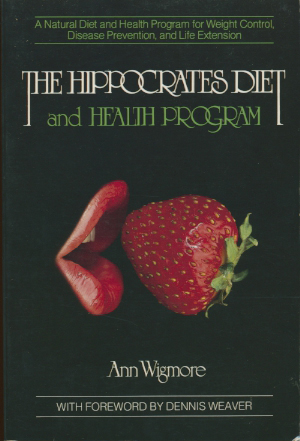 A Natural Diet and Health Program for Weight Control,
Disease Prevention, and Life Extension
THE HIPPOCRATES DIET
and HEALTH PROGRAM
Ann Wigmore
WITH FOREWORD BY DENNIS WEAVER